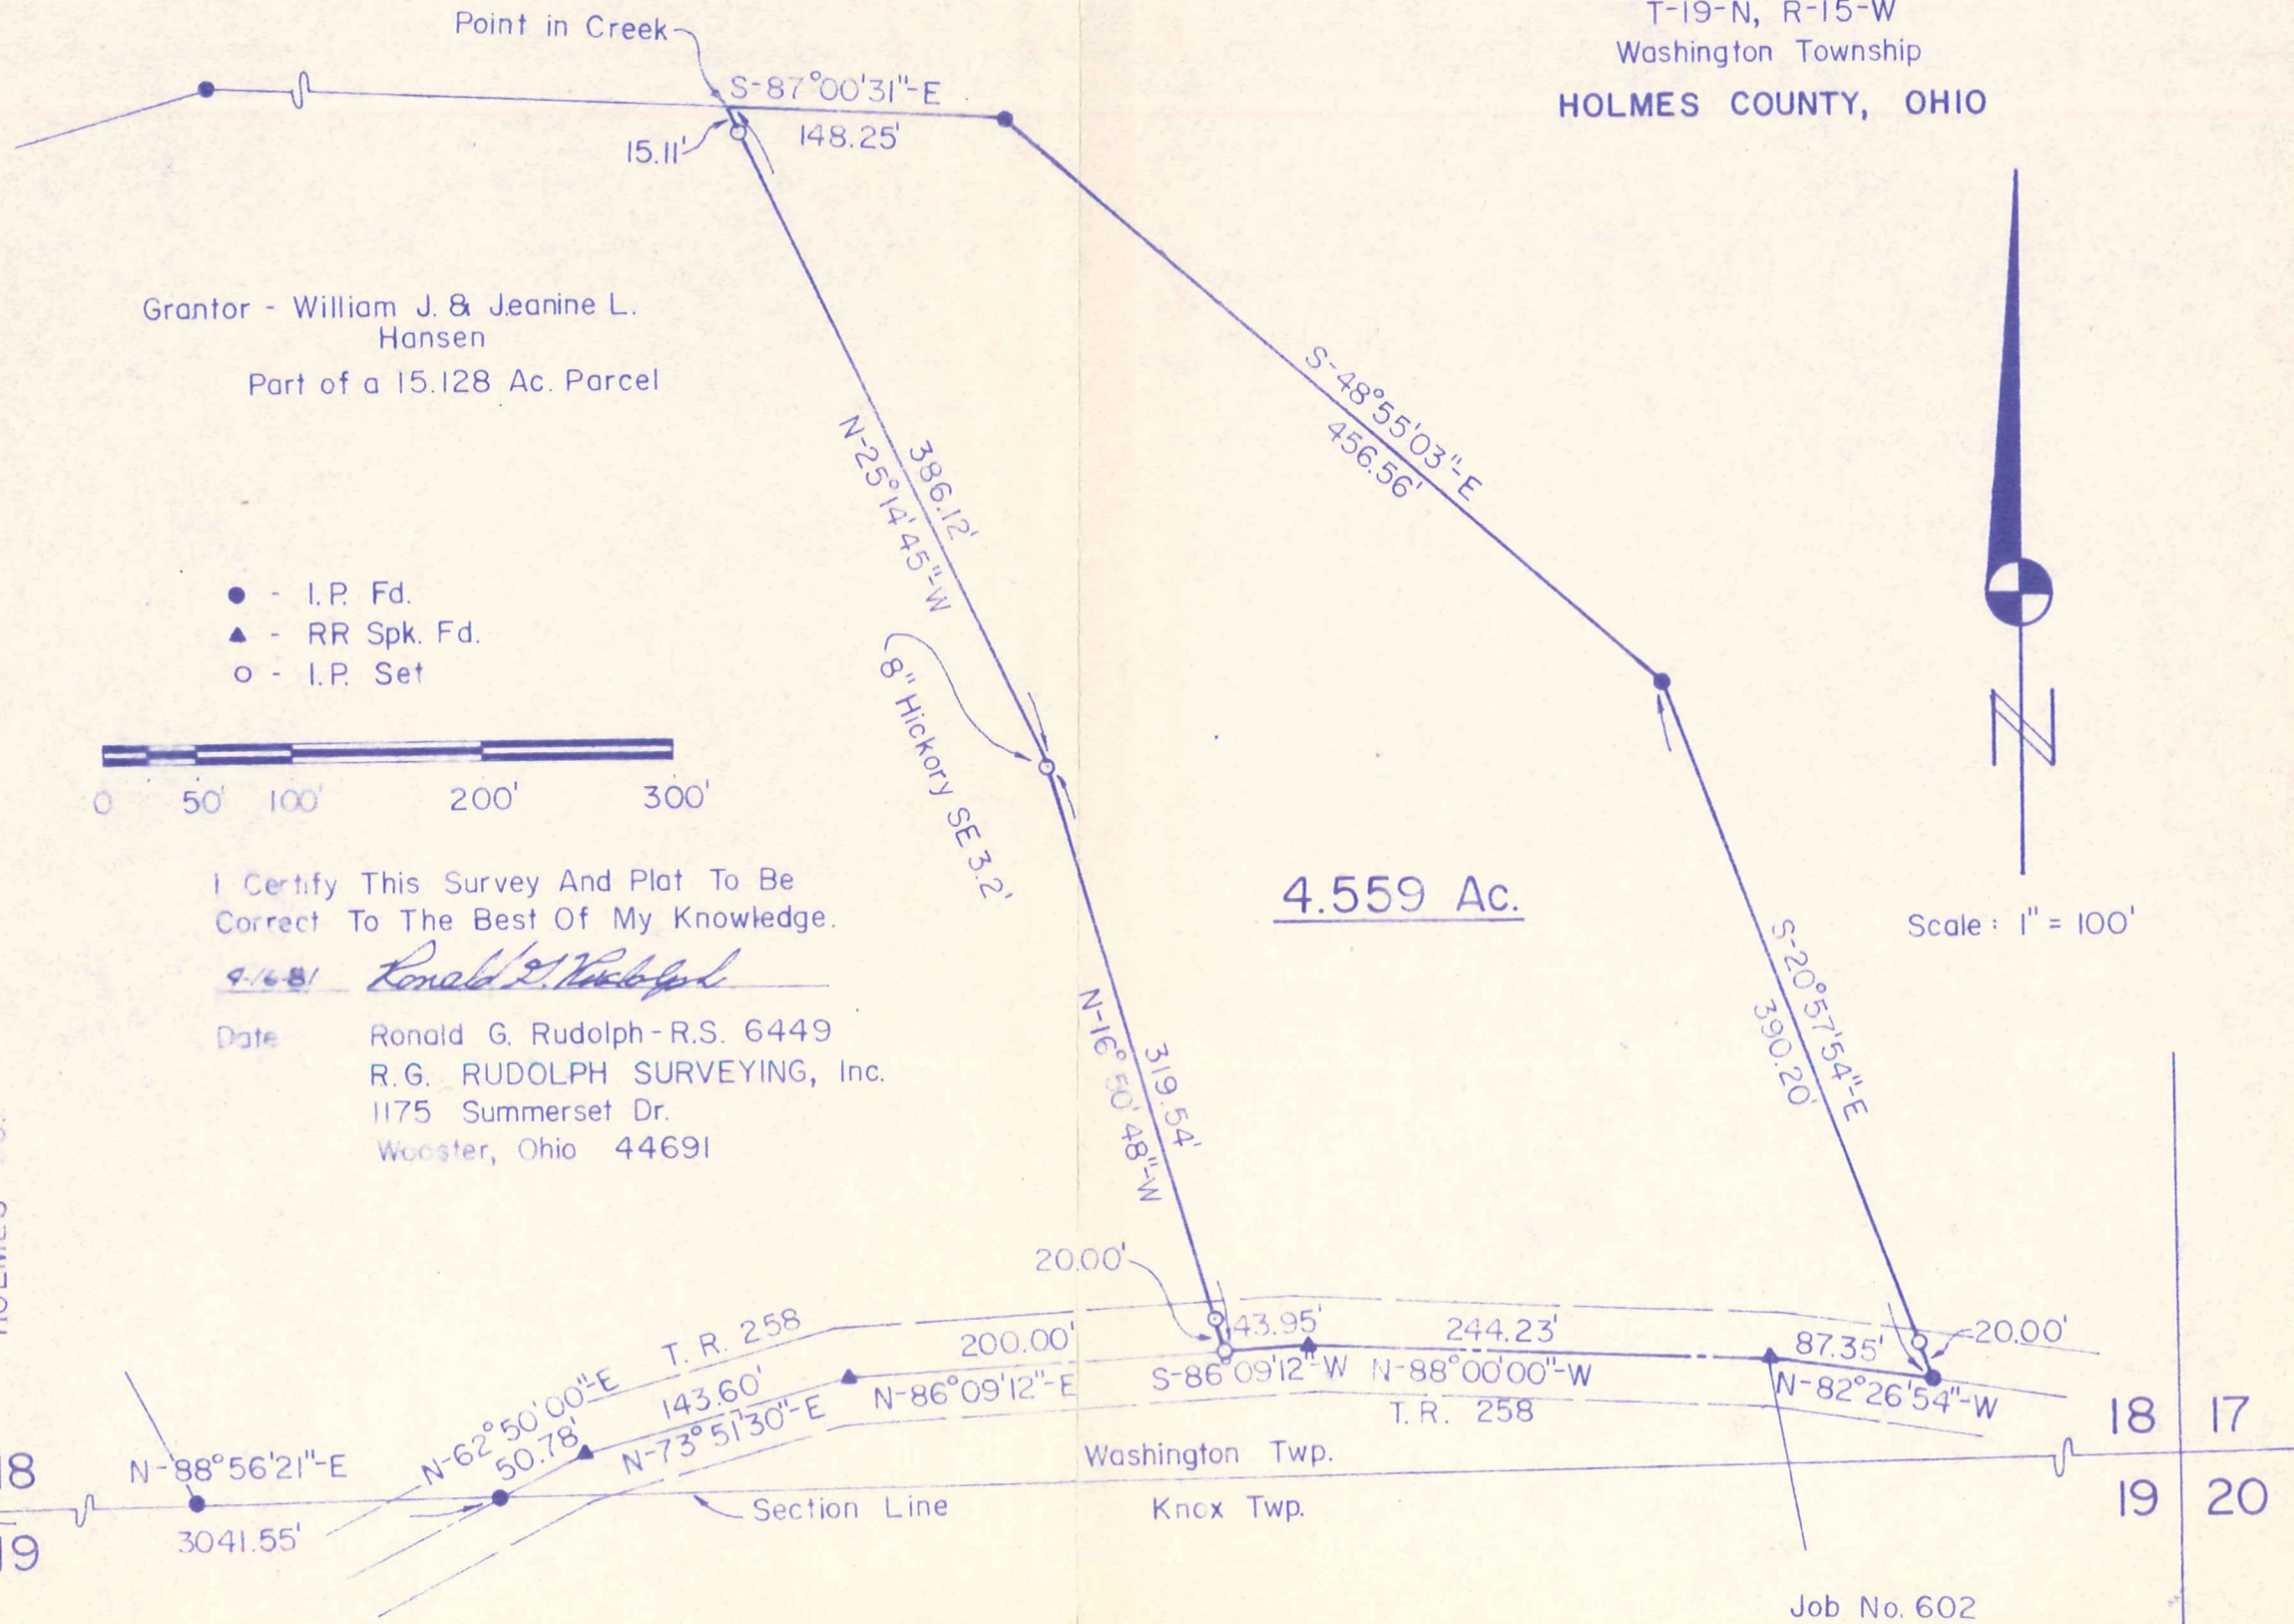 T-19-N, R-15-W
Washington Township
HOLMES COUNTY, OHIO
Point in Creek
S-87°00'31"-E
148.25'
15.11'
Grantor - William J. & Jeanine L.
Hansen
Part of a 15.128 Ac. Parcel
S-48°55'03"-E
456.56'
386.12'
N-25°14'45"-W
● - I.P. Fd.
▲ - RR Spk. Fd.
○ - I.P. Set
8" Hickory SE 3.2'
N
0 50' 100' 200' 300'
I Certify This Survey And Plat To Be
Correct To The Best Of My Knowledge.
Ronald G. Rudolph
Date
Ronald G. Rudolph - R.S. 6449
R.G. RUDOLPH SURVEYING, Inc.
1175 Summerset Dr.
Wooster, Ohio 44691
4.559 Ac.
Scale: 1" = 100'
S-20°57'54"-E
390.20'
319.54'
N-16°50'48"-W
HOLMES
20.00'
43.95'
244.23'
87.35'
20.00'
S-86°09'12"-W
N-88°00'00"-W
N-82°26'54"-W
T.R. 258
200.00'
N-86°09'12"-E
T. R. 258
143.60'
N-73°51'30"-E
N-62°50'00"-E
50.78'
N-88°56'21"-E
3041.55'
Washington Twp.
Section Line
Knox Twp.
18 17
19 20
18
19
Job No. 602